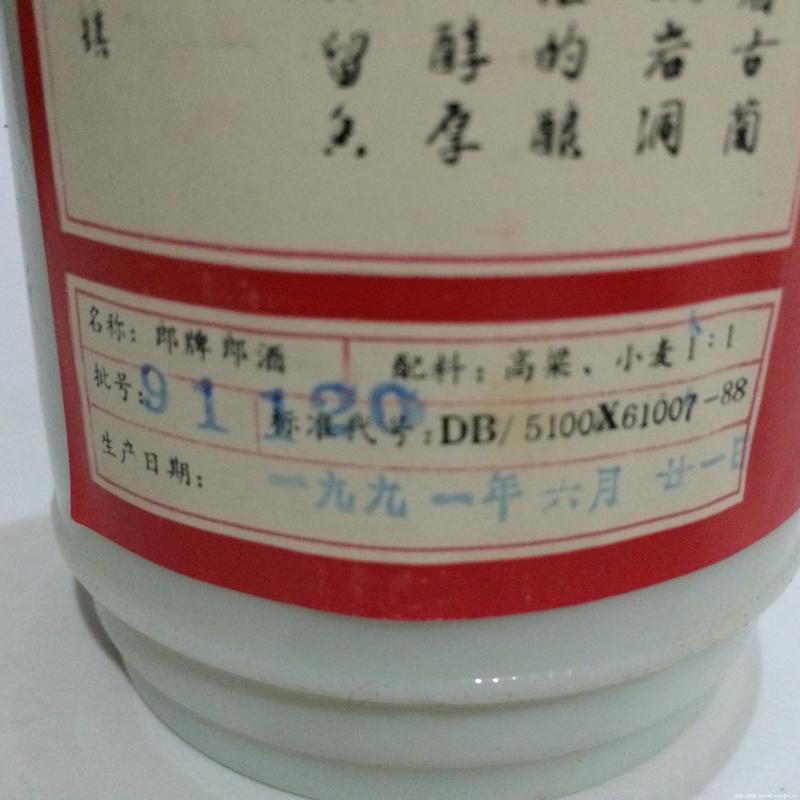 古蔺
岩洞
的酿
醇厚
留香
镇
名称：郎牌郎酒
配料：高粱、小麦1:1
批号：91120
标准代号：DB/5100X61007-88
生产日期：一九九一年六月廿一日